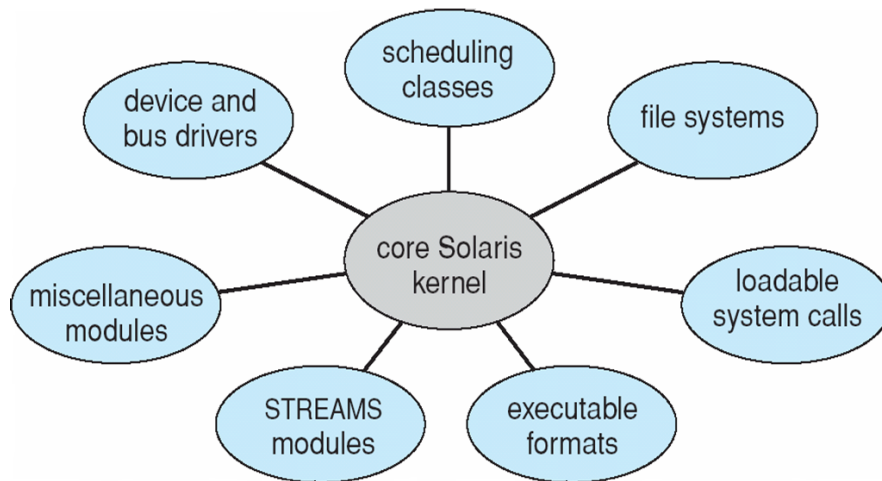 scheduling
classes
device and
bus drivers
file systems
core Solaris
kernel
miscellaneous
modules
loadable
system calls
STREAMS
modules
executable
formats